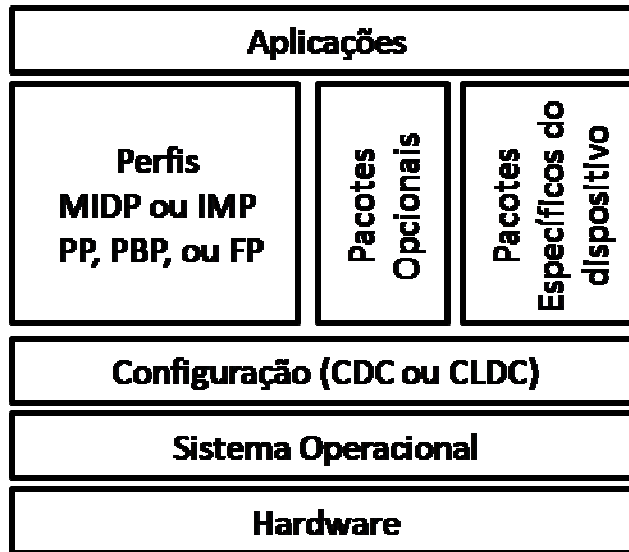 Aplicações
Perfis
MIDP ou IMP
PP, PBP, ou FP
Pacotes
Opcionais
Pacotes
Específicos do
dispositivo
Configuração (CDC ou CLDC)
Sistema Operacional
Hardware